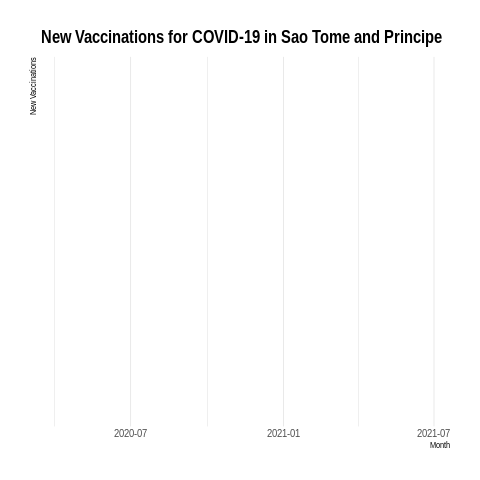 New Vaccinations for COVID-19 in Sao Tome and Principe
New Vaccinations
2020-07
2021-01
2021-07
Month